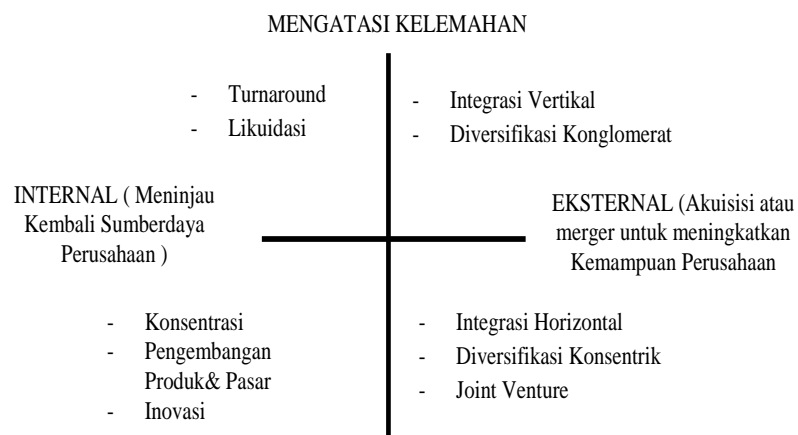 MENGATASI KELEMAHAN
- Turnaround
- Likuidasi
- Integrasi Vertikal
- Diversifikasi Konglomerat
INTERNAL ( Meninjau
Kembali Sumberdaya
Perusahaan )
EKSTERNAL (Akuisisi atau
merger untuk meningkatkan
Kemampuan Perusahaan
- Konsentrasi
- Pengembangan
Produk& Pasar
- Inovasi
- Integrasi Horizontal
- Diversifikasi Konsentrik
- Joint Venture